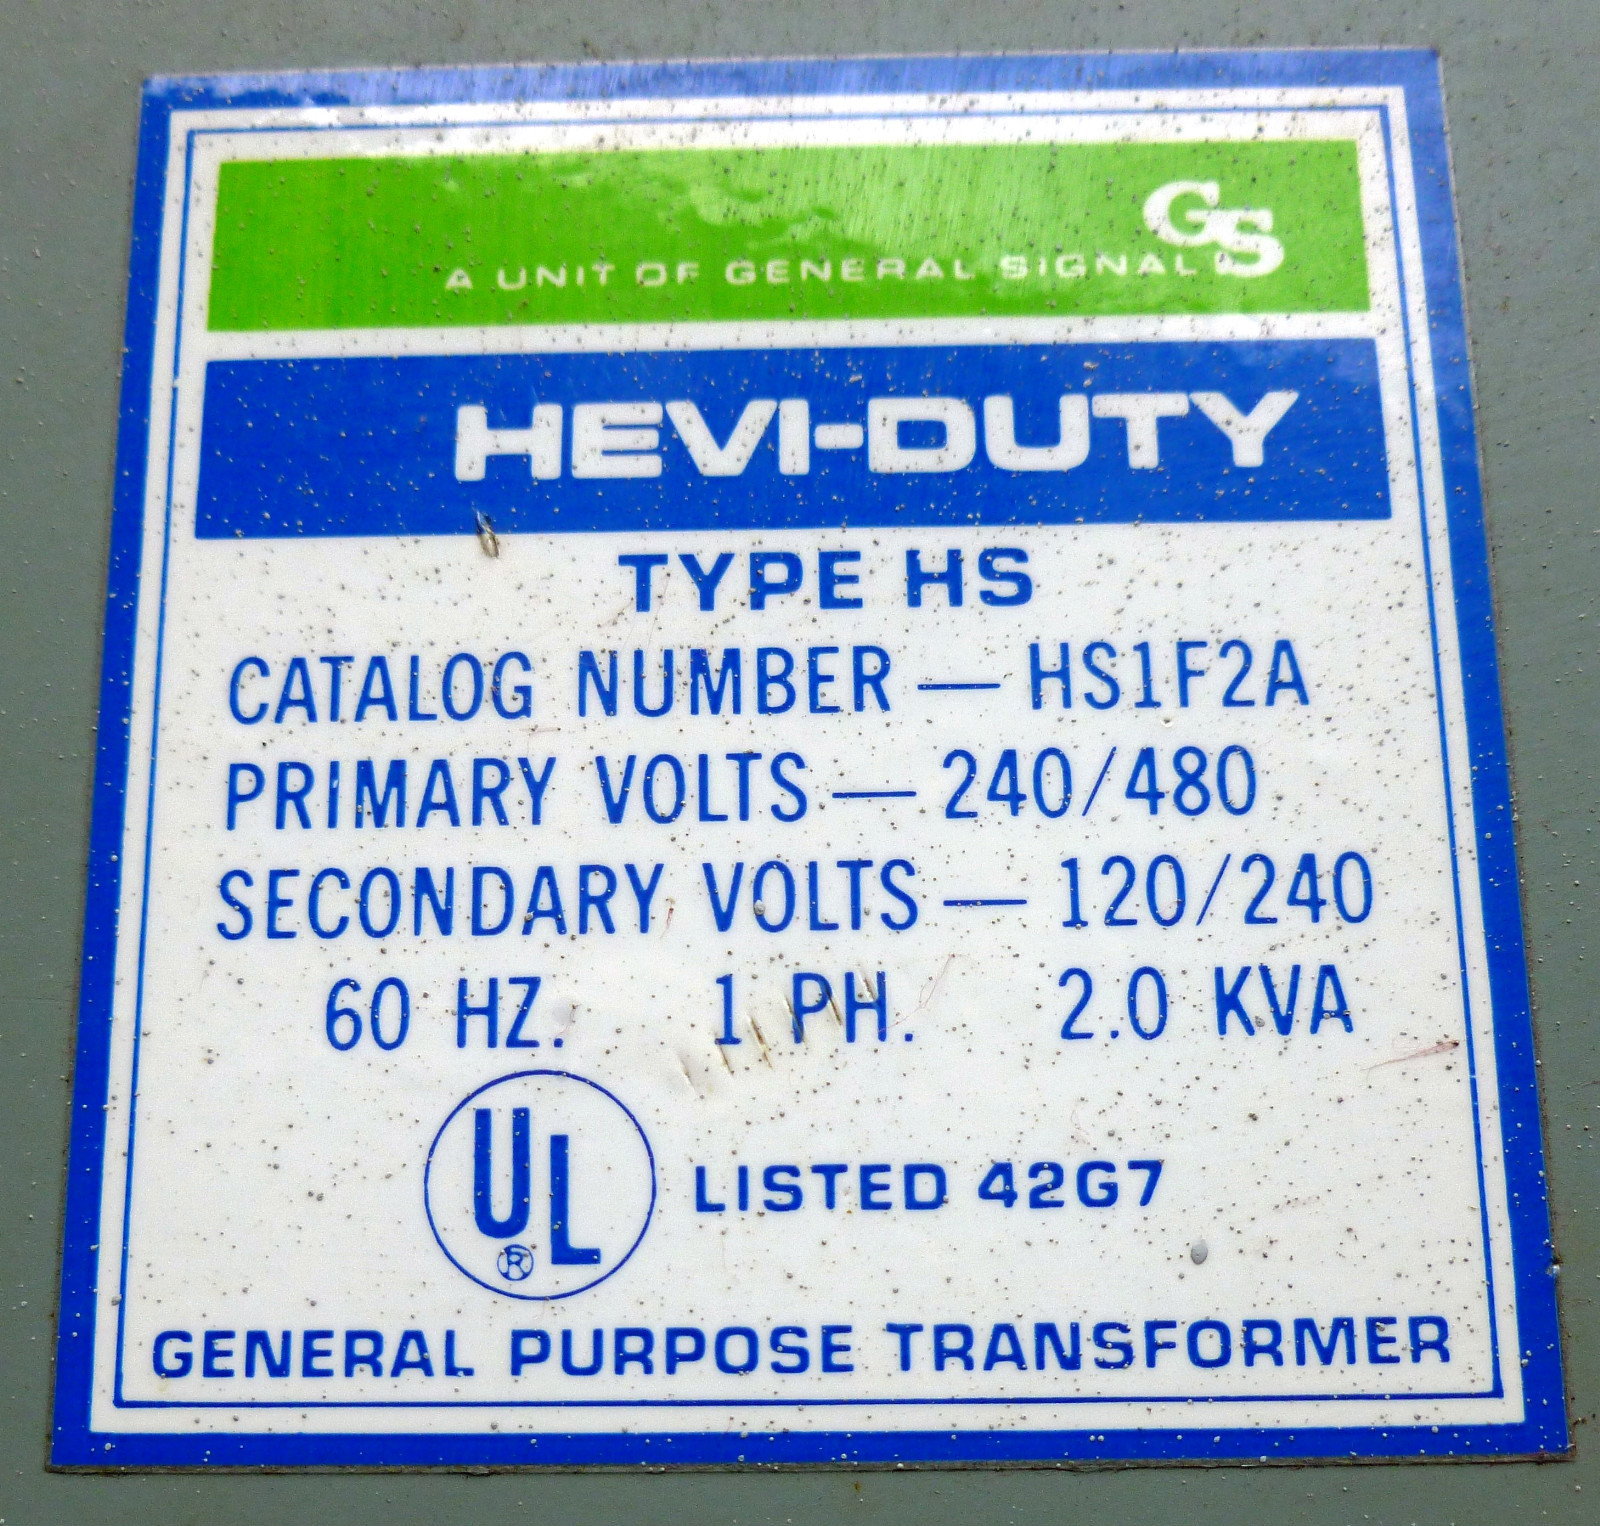 GS
A UNIT OF GENERAL SIGNAL
HEVI-DUTY
TYPE HS
CATALOG NUMBER — HS1F2A
PRIMARY VOLTS — 240/480
SECONDARY VOLTS — 120/240
60 HZ. 1 PH. 2.0 KVA
UL ® LISTED 42G7
GENERAL PURPOSE TRANSFORMER